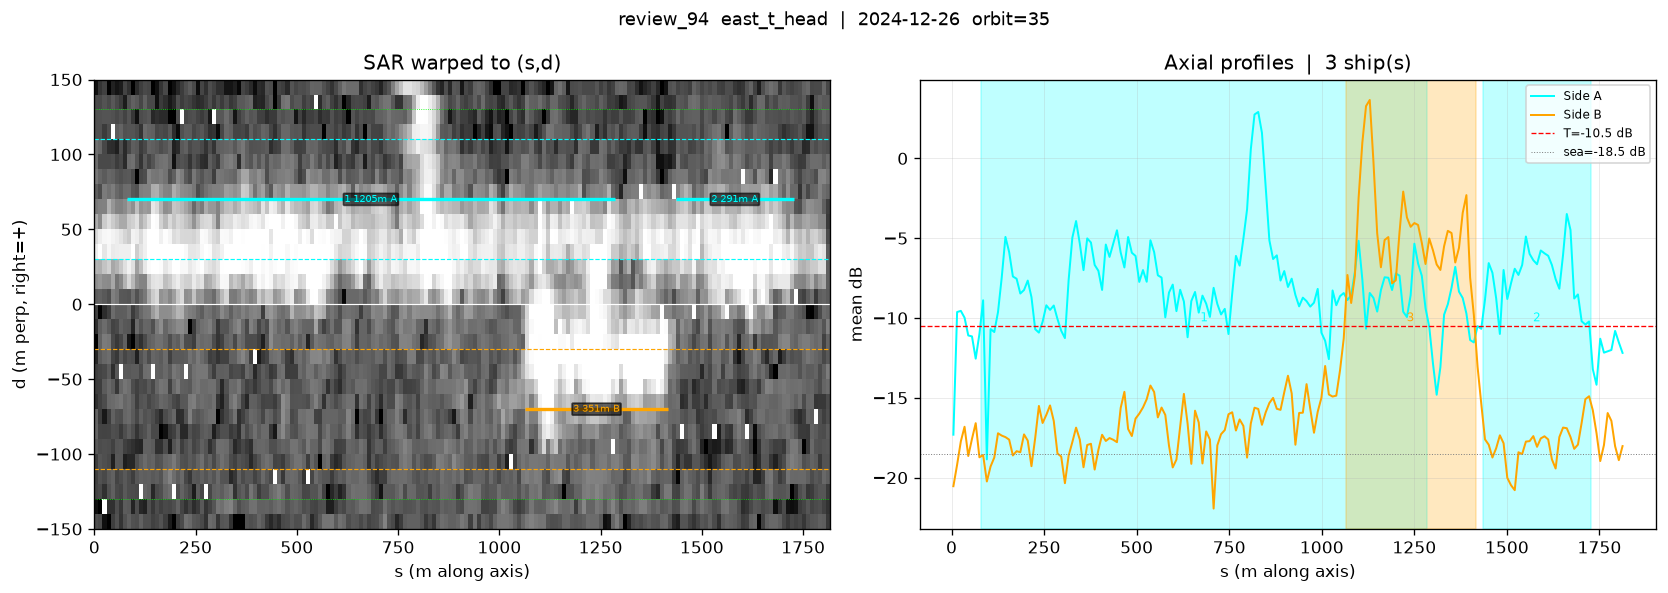 review_94  east_t_head  |  2024-12-26  orbit=35
SAR warped to (s,d)
150
100
50
0
−50
−100
−150
d (m perp, right=+)
1 1205m A
2 291m A
3 351m B
0
250
500
750
1000
1250
1500
1750
s (m along axis)
Axial profiles  |  3 ship(s)
0
−5
−10
−15
−20
mean dB
Side A
Side B
T=-10.5 dB
sea=-18.5 dB
1
3
2
0
250
500
750
1000
1250
1500
1750
s (m along axis)